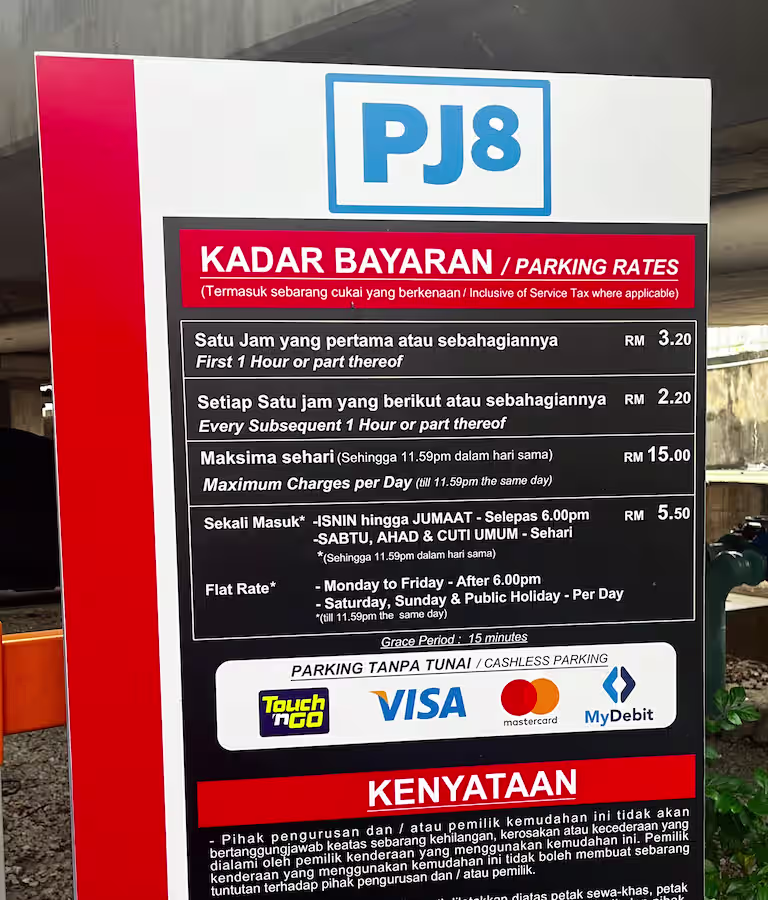 PJ8
KADAR BAYARAN / PARKING RATES
(Termasuk sebarang cukai yang berkenaan / Inclusive of Service Tax where applicable)
Satu Jam yang pertama atau sebahagiannya RM 3.20
First 1 Hour or part thereof
Setiap Satu jam yang berikut atau sebahagiannya RM 2.20
Every Subsequent 1 Hour or part thereof
Maksima sehari (Sehingga 11.59pm dalam hari sama) RM 15.00
Maximum Charges per Day (till 11.59pm the same day)
Sekali Masuk* -ISNIN hingga JUMAAT - Selepas 6.00pm RM 5.50
-SABTU, AHAD & CUTI UMUM - Sehari
*(Sehingga 11.59pm dalam hari sama)
Flat Rate* - Monday to Friday - After 6.00pm
- Saturday, Sunday & Public Holiday - Per Day
*(till 11.59pm the same day)
Grace Period : 15 minutes
PARKING TANPA TUNAI / CASHLESS PARKING
Touch 'n GO VISA mastercard MyDebit
KENYATAAN
- Pihak pengurusan dan / atau pemilik kemudahan ini tidak akan
bertanggungjawab keatas sebarang kehilangan, kerosakan atau kecederaan yang
dialami oleh pemilik kenderaan yang menggunakan kemudahan ini. Pemilik
kenderaan yang menggunakan kemudahan ini tidak boleh membuat sebarang
tuntutan terhadap pihak pengurusan dan / atau pemilik.
diletakkan diatas petak sewa-khas, petak